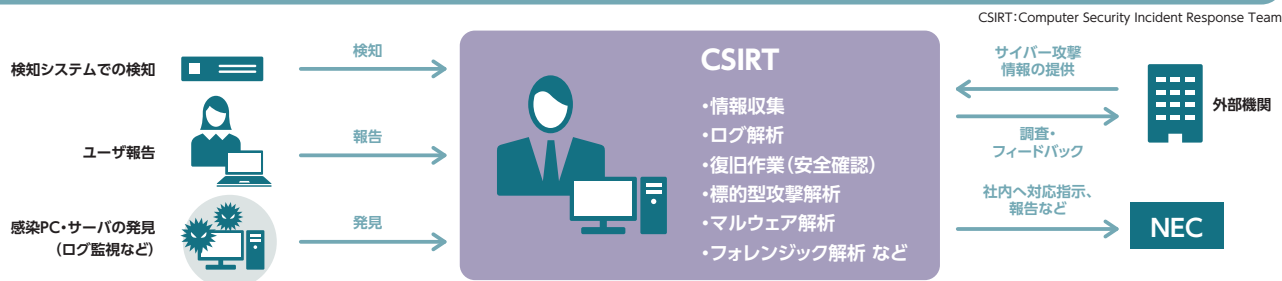 CSIRT:Computer Security Incident Response Team
検知システムでの検知
検知
ユーザ報告
報告
感染PC・サーバの発見
(ログ監視など)
発見
CSIRT
・情報収集
・ログ解析
・復旧作業(安全確認)
・標的型攻撃解析
・マルウェア解析
・フォレンジック解析 など
サイバー攻撃
情報の提供
調査・
フィードバック
外部機関
社内へ対応指示、
報告など
NEC